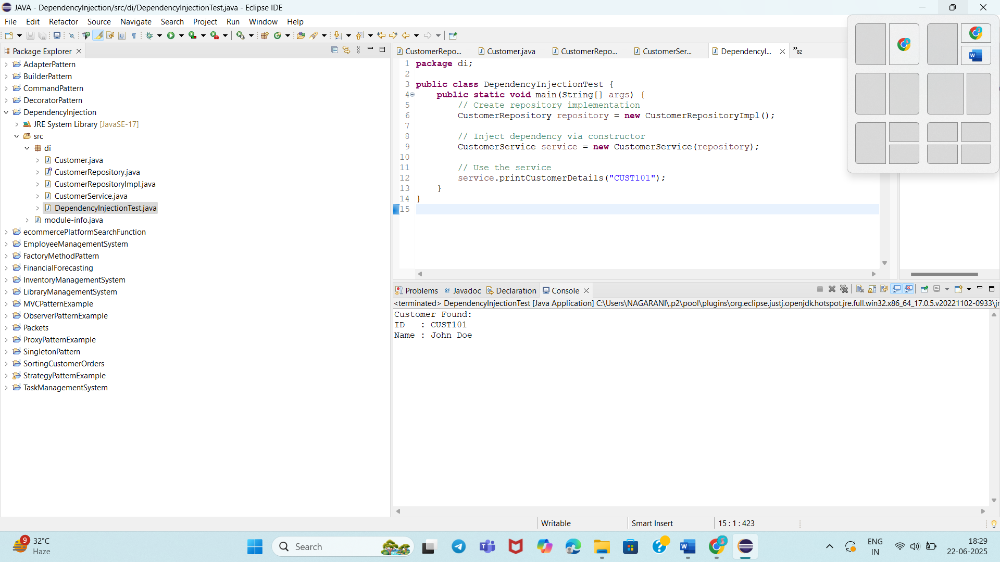 JAVA - DependencyInjection/src/di/DependencyInjectionTest.java - Eclipse IDE
File Edit Refactor Source Navigate Search Project Run Window Help
Package Explorer
AdapterPattern
BuilderPattern
CommandPattern
DecoratorPattern
DependencyInjection
JRE System Library [JavaSE-17]
src
di
Customer.java
CustomerRepository.java
CustomerRepositoryImpl.java
CustomerService.java
DependencyInjectionTest.java
module-info.java
ecommercePlatformSearchFunction
EmployeeManagementSystem
FactoryMethodPattern
FinancialForecasting
InventoryManagementSystem
LibraryManagementSystem
MVCPatternExample
ObserverPatternExample
Packets
ProxyPatternExample
SingletonPattern
SortingCustomerOrders
StrategyPatternExample
TaskManagementSystem
CustomerRepo... Customer.java CustomerRepo... CustomerSer... DependencyI... »82
1 package di;
2
3 public class DependencyInjectionTest {
4 public static void main(String[] args) {
5 // Create repository implementation
6 CustomerRepository repository = new CustomerRepositoryImpl();
7
8 // Inject dependency via constructor
9 CustomerService service = new CustomerService(repository);
10
11 // Use the service
12 service.printCustomerDetails("CUST101");
13 }
14 }
15
Problems @ Javadoc Declaration Console
<terminated> DependencyInjectionTest [Java Application] C:\Users\NAGARANI\.p2\pool\plugins\org.eclipse.justj.openjdk.hotspot.jre.full.win32.x86_64_17.0.5.v20221102-0933\jr
Customer Found:
ID : CUST101
Name : John Doe
Writable Smart Insert 15 : 1 : 423
9 32°C
Haze
Search
ENG
IN
18:29
22-06-2025